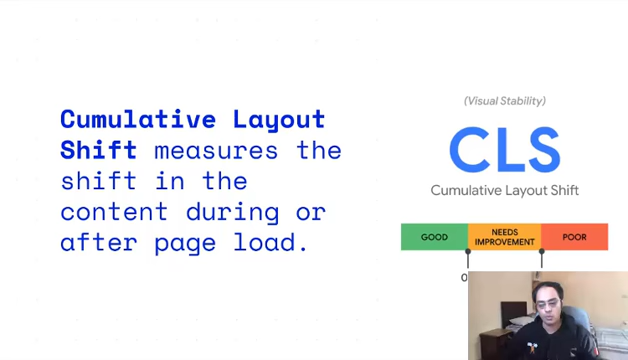 Cumulative Layout
Shift measures the
shift in the
content during or
after page load.
(Visual Stability)
CLS
Cumulative Layout Shift
GOOD
NEEDS
IMPROVEMENT
POOR